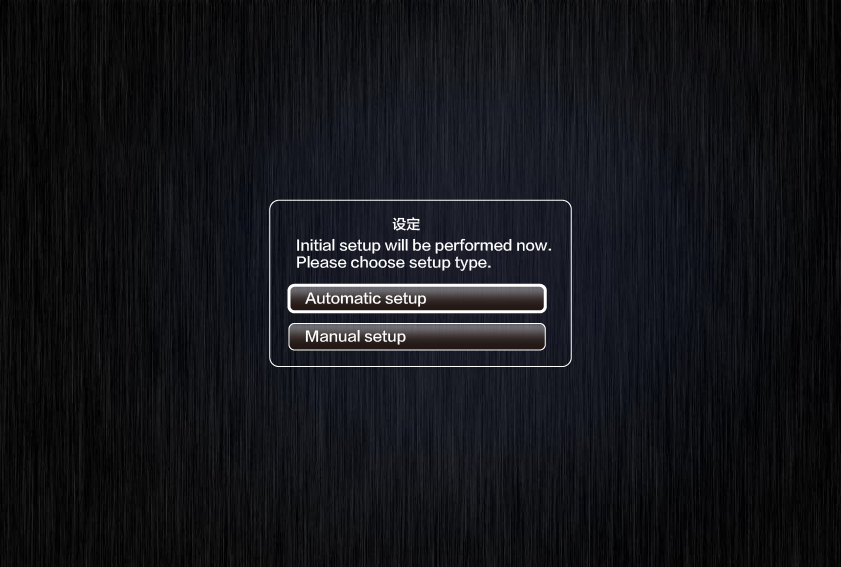 设定
Initial setup will be performed now.
Please choose setup type.
Automatic setup
Manual setup